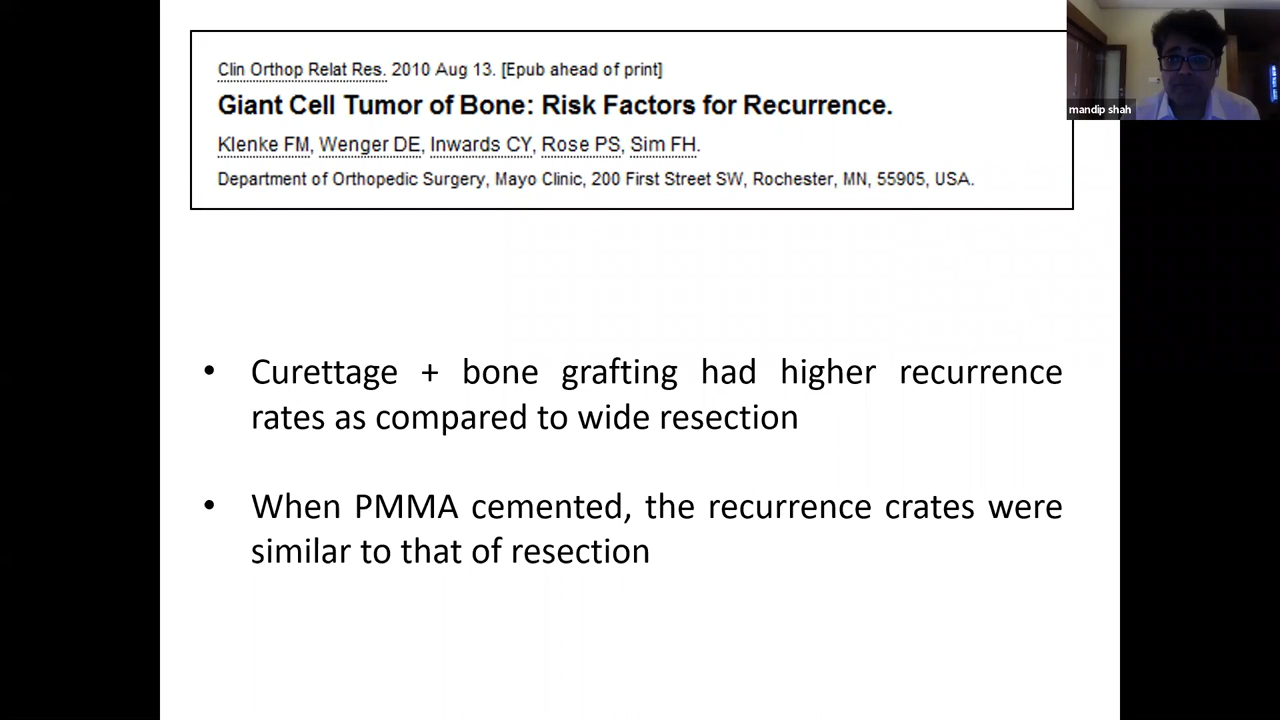 Clin Orthop Relat Res. 2010 Aug 13. [Epub ahead of print]
Giant Cell Tumor of Bone: Risk Factors for Recurrence.
Klenke FM, Wenger DE, Inwards CY, Rose PS, Sim FH.
Department of Orthopedic Surgery, Mayo Clinic, 200 First Street SW, Rochester, MN, 55905, USA.
mandip shah
• Curettage + bone grafting had higher recurrence
rates as compared to wide resection
• When PMMA cemented, the recurrence crates were
similar to that of resection